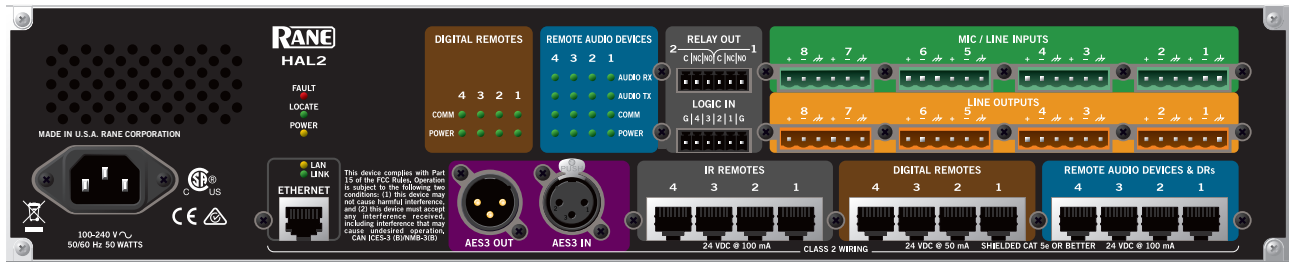 RANE
HAL2
FAULT
LOCATE
POWER
MADE IN U.S.A. RANE CORPORATION
C US ®
CE
100-240 V
50/60 Hz 50 WATTS
LAN
LINK
ETHERNET
This device complies with Part
15 of the FCC Rules. Operation
is subject to the following two
conditions: (1) this device may
not cause harmful interference,
and (2) this device must accept
any interference received,
including interference that may
cause undesired operation.
CAN ICES-3 (B)/NMB-3(B)
DIGITAL REMOTES
4 3 2 1
COMM
POWER
REMOTE AUDIO DEVICES
4 3 2 1
AUDIO RX
AUDIO TX
COMM
POWER
RELAY OUT
2 1
C NC NO C NC NO
LOGIC IN
G 4 3 2 1 G
MIC / LINE INPUTS
+ 8 − + 7 − + 6 − + 5 − + 4 − + 3 − + 2 − + 1 −
LINE OUTPUTS
+ 8 − + 7 − + 6 − + 5 − + 4 − + 3 − + 2 − + 1 −
AES3 OUT
AES3 IN
PUSH
IR REMOTES
4 3 2 1
24 VDC @ 100 mA
DIGITAL REMOTES
4 3 2 1
24 VDC @ 50 mA
REMOTE AUDIO DEVICES & DRs
4 3 2 1
SHIELDED CAT 5e OR BETTER
24 VDC @ 100 mA
CLASS 2 WIRING